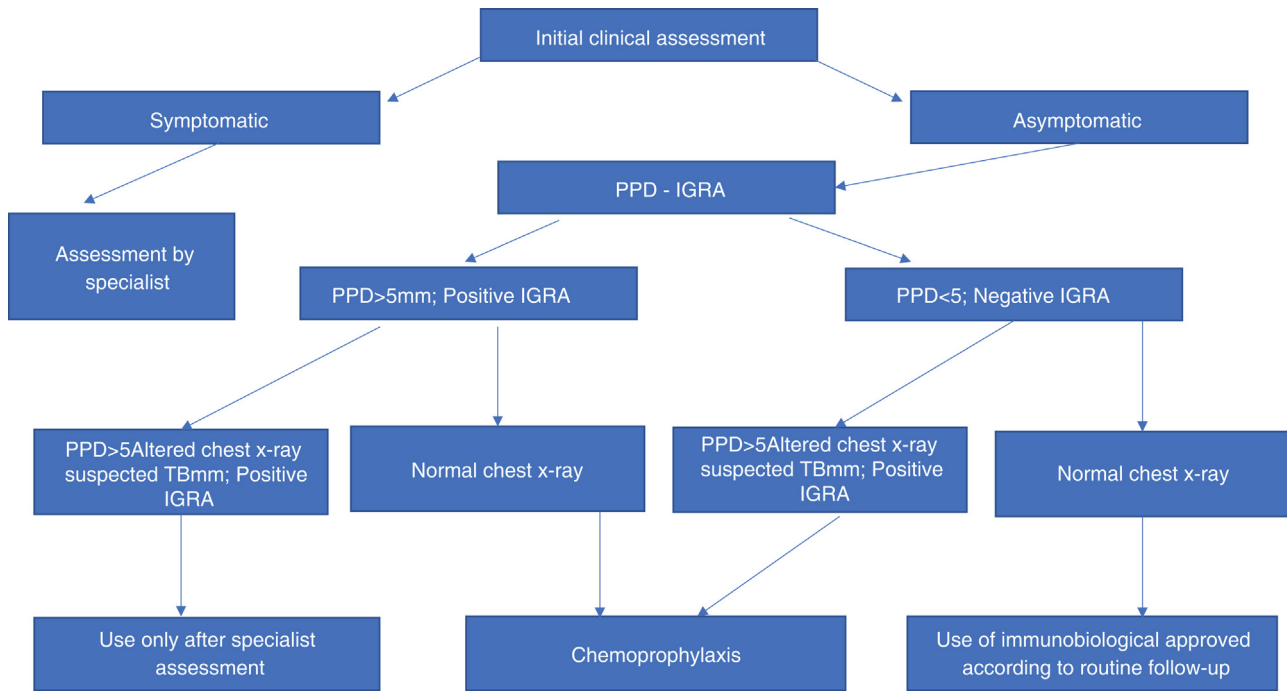 Initial clinical assessment
Symptomatic
Asymptomatic
PPD - IGRA
Assessment by
specialist
PPD>5mm; Positive IGRA
PPD<5; Negative IGRA
PPD>5Altered chest x-ray
suspected TBmm; Positive
IGRA
Normal chest x-ray
PPD>5Altered chest x-ray
suspected TBmm; Positive
IGRA
Normal chest x-ray
Use only after specialist
assessment
Chemoprophylaxis
Use of immunobiological approved
according to routine follow-up